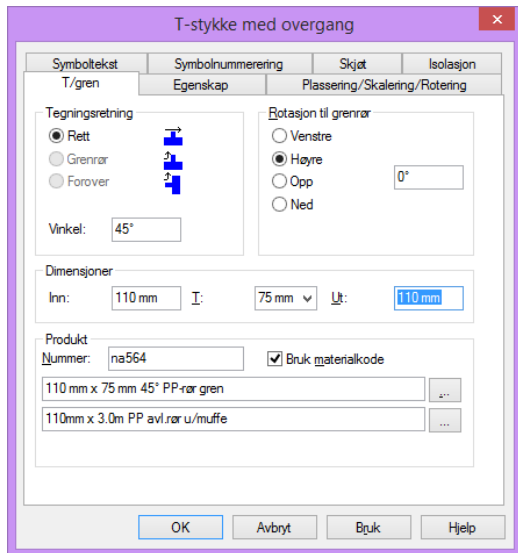 T-stykke med overgang
Symboltekst Symbolnummerering Skjøt Isolasjon
T/gren Egenskap Plassering/Skalering/Rotering
Tegningsretning
Rett
Grenrør
Forover
Vinkel: 45°
Rotasjon til grenrør
Venstre
Høyre
Opp
Ned
0°
Dimensjoner
Inn: 110 mm T: 75 mm Ut: 110 mm
Produkt
Nummer: na564 Bruk materialkode
110 mm x 75 mm 45° PP-rør gren ...
110mm x 3.0m PP avl.rør u/muffe ...
OK Avbryt Bruk Hjelp